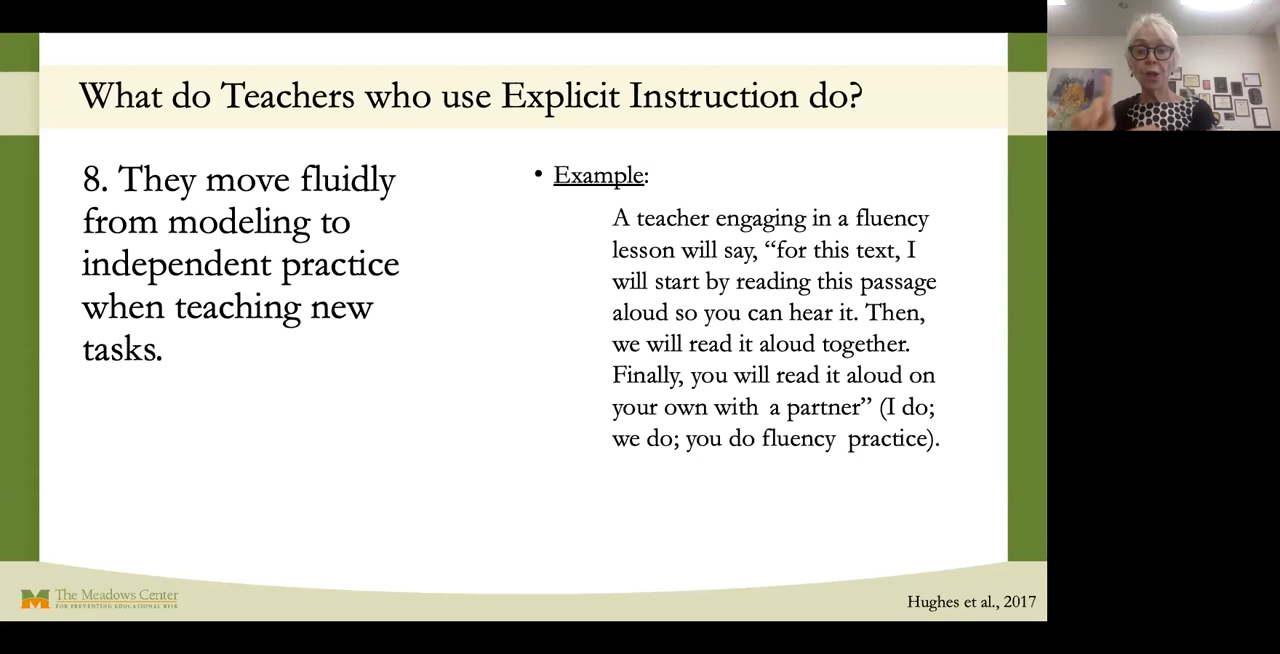 What do Teachers who use Explicit Instruction do?
8. They move fluidly
from modeling to
independent practice
when teaching new
tasks.
• Example:
A teacher engaging in a fluency
lesson will say, “for this text, I
will start by reading this passage
aloud so you can hear it. Then,
we will read it aloud together.
Finally, you will read it aloud on
your own with a partner” (I do;
we do; you do fluency practice).
The Meadows Center
FOR PREVENTING EDUCATIONAL RISK
Hughes et al., 2017